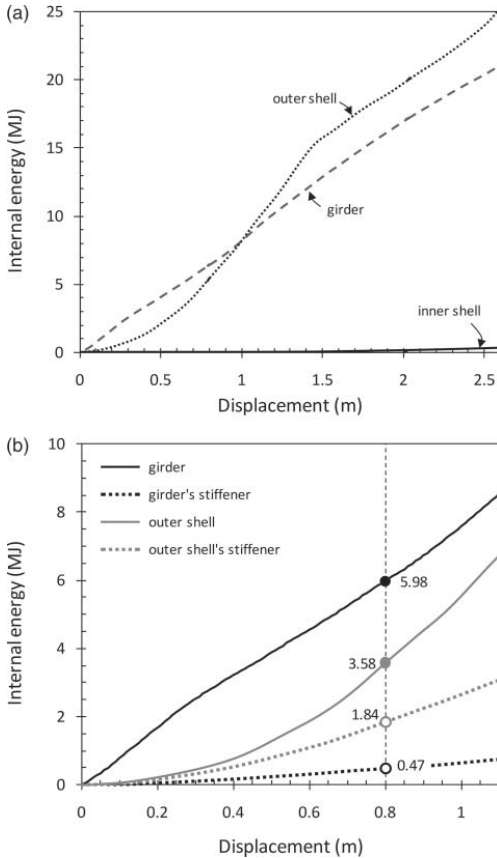 (a)
25
20
15
10
5
0
Internal energy (MJ)
outer shell
girder
inner shell
0 0.5 1 1.5 2 2.5
Displacement (m)
(b)
10
8
6
4
2
0
Internal energy (MJ)
girder
girder's stiffener
outer shell
outer shell's stiffener
5.98
3.58
1.84
0.47
0 0.2 0.4 0.6 0.8 1
Displacement (m)